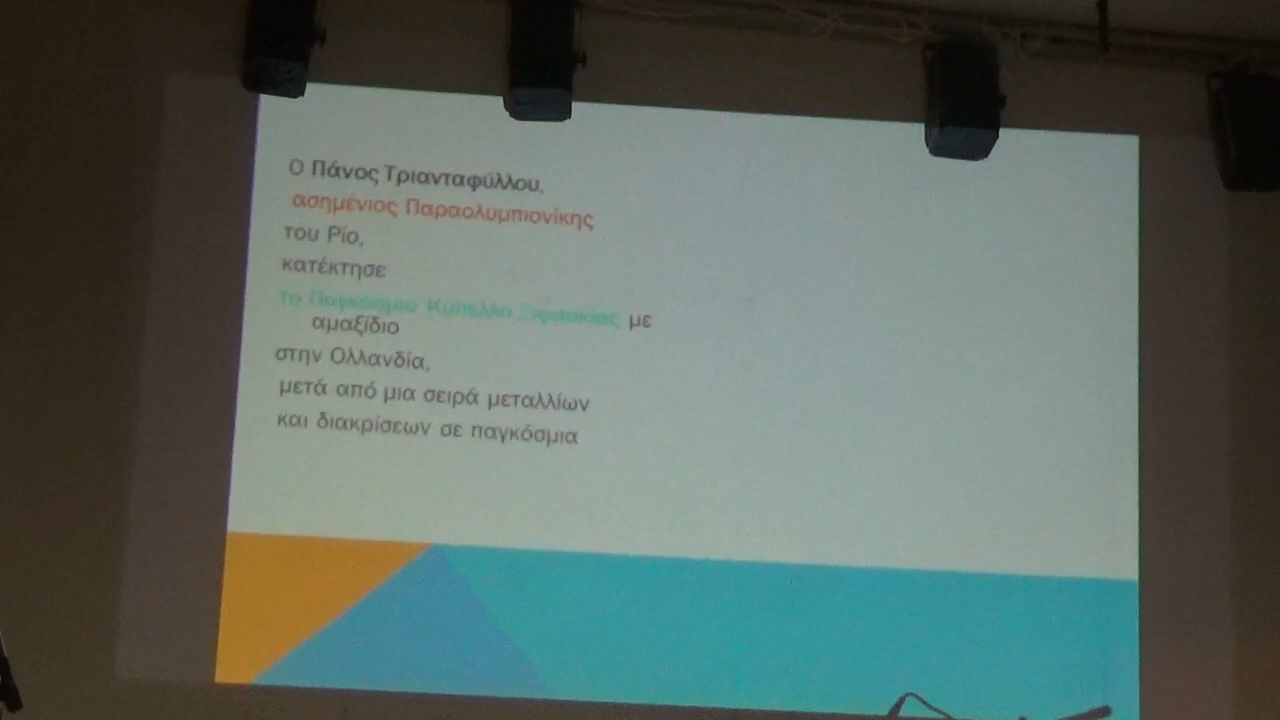 Ο Πάνος Τριανταφύλλου,
ασημένιος Παραολυμπιονίκης
του Ρίο,
κατέκτησε
το Παγκόσμιο Κύπελλο Ξιφασκίας με
αμαξίδιο
στην Ολλανδία,
μετά από μια σειρά μεταλλίων
και διακρίσεων σε παγκόσμια